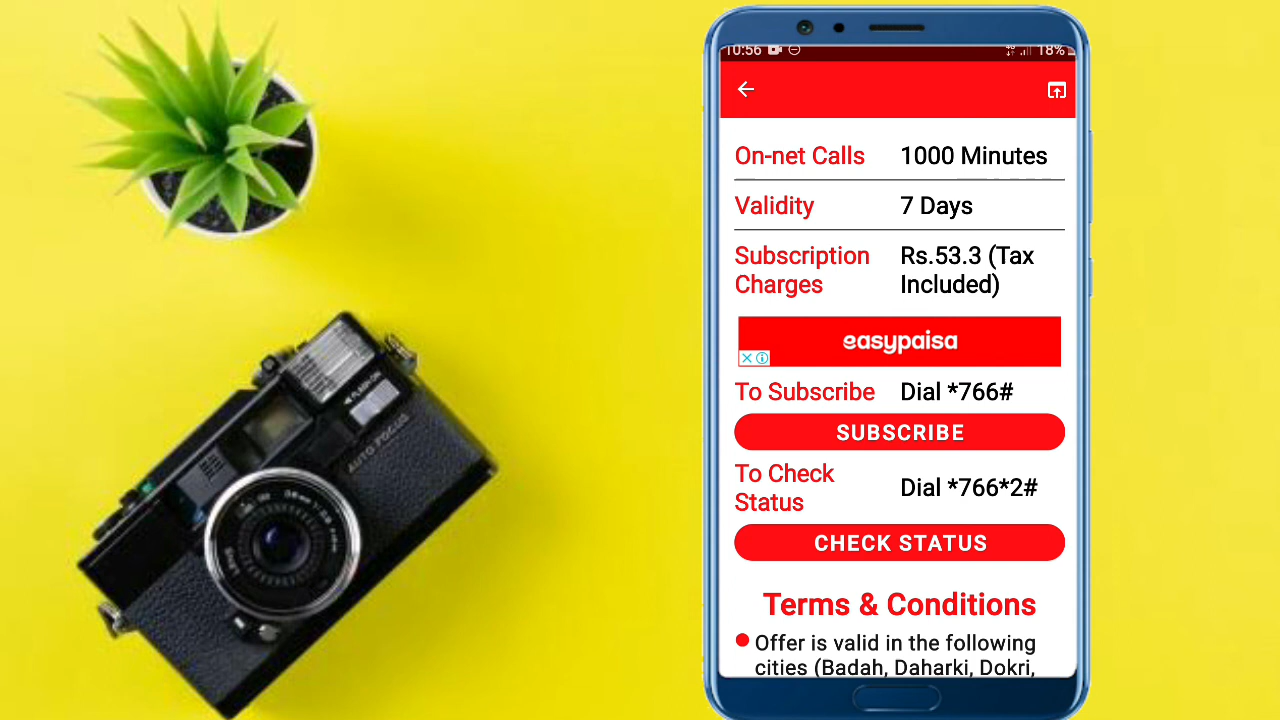 10:56 18%
On-net Calls 1000 Minutes
Validity 7 Days
Subscription Rs.53.3 (Tax
Charges Included)
easypaisa
To Subscribe Dial *766#
SUBSCRIBE
To Check
Status Dial *766*2#
CHECK STATUS
Terms & Conditions
Offer is valid in the following
cities (Badah, Daharki, Dokri,
FLASH ON
AUTO FOCUS